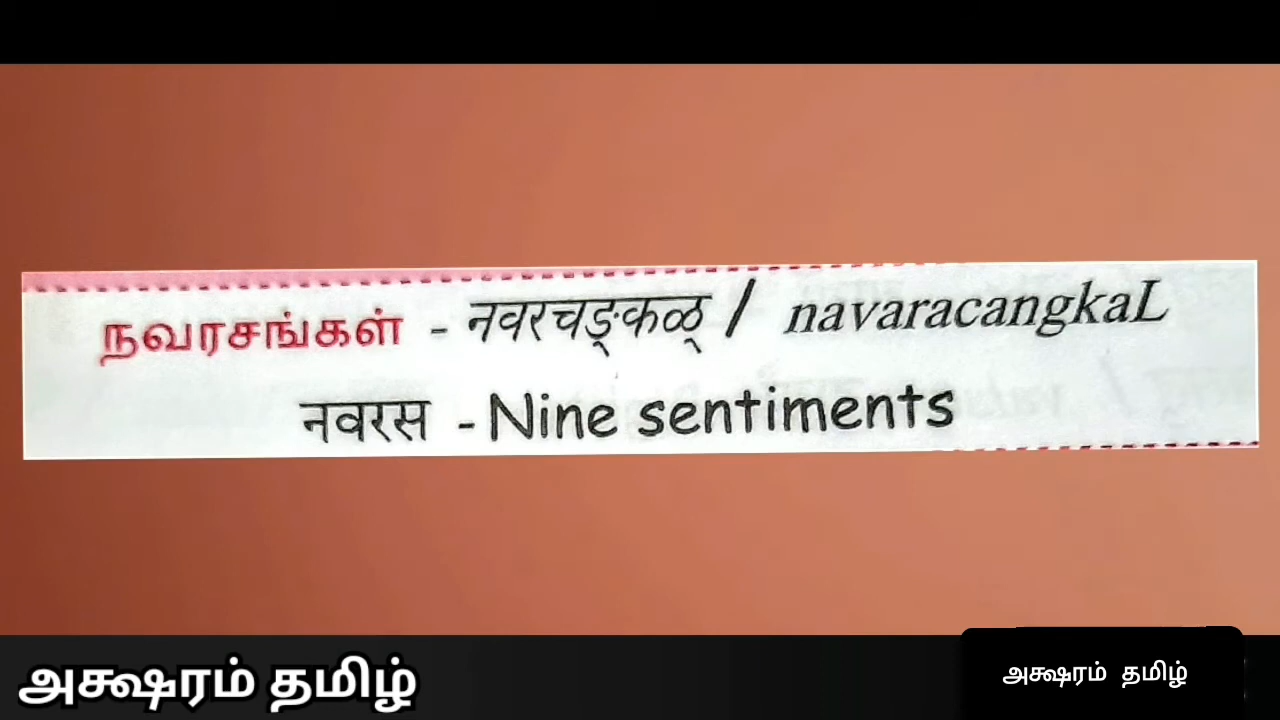 நவரசங்கள் - नवरचङ्कळ् / navaracangkaL
नवरस - Nine sentiments
அக்ஷரம் தமிழ்
அக்ஷரம் தமிழ்